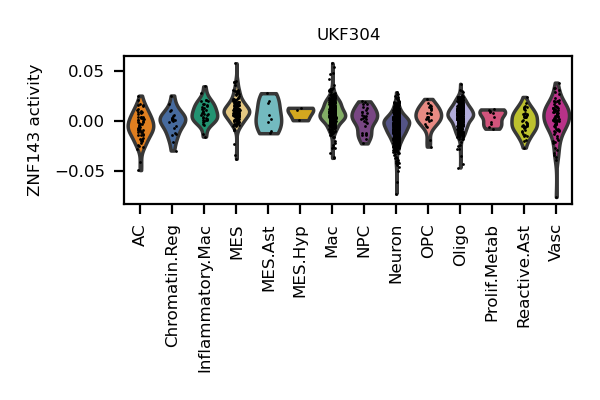 UKF304
ZNF143 activity
0.05
0.00
−0.05
AC
Chromatin.Reg
Inflammatory.Mac
MES
MES.Ast
MES.Hyp
Mac
NPC
Neuron
OPC
Oligo
Prolif.Metab
Reactive.Ast
Vasc